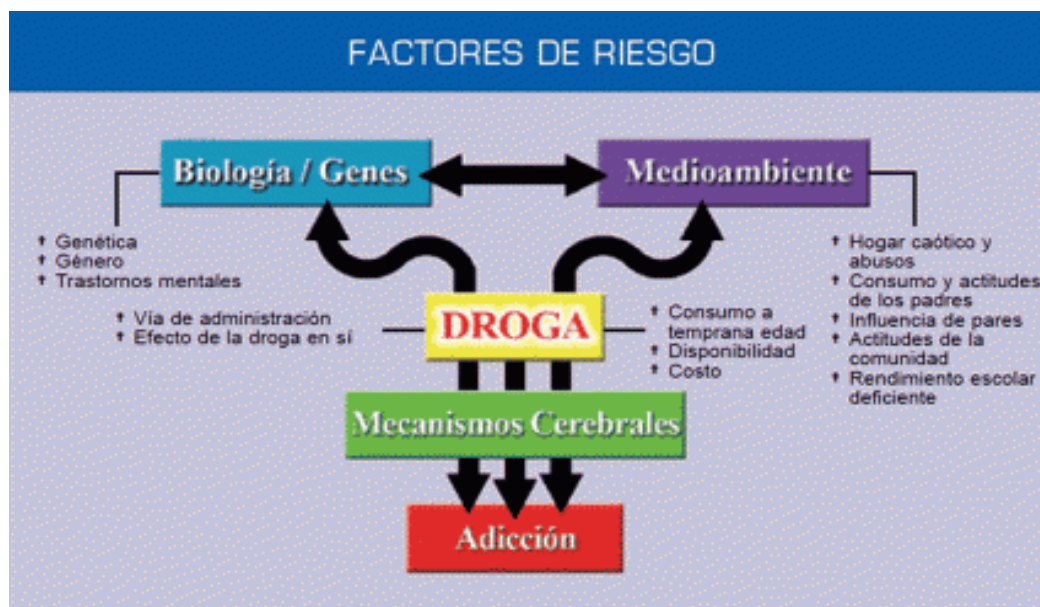 FACTORES DE RIESGO
Biología / Genes
Medioambiente
† Genética
† Género
† Trastornos mentales
† Hogar caótico y
abusos
† Consumo y actitudes
de los padres
† Influencia de pares
† Actitudes de la
comunidad
† Rendimiento escolar
deficiente
† Vía de administración
† Efecto de la droga en sí
DROGA
† Consumo a
temprana edad
† Disponibilidad
† Costo
Mecanismos Cerebrales
Adicción